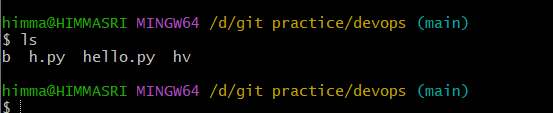 himma@HIMMASRI MINGW64 /d/git practice/devops (main)
$ ls
b  h.py  hello.py  hv
himma@HIMMASRI MINGW64 /d/git practice/devops (main)
$